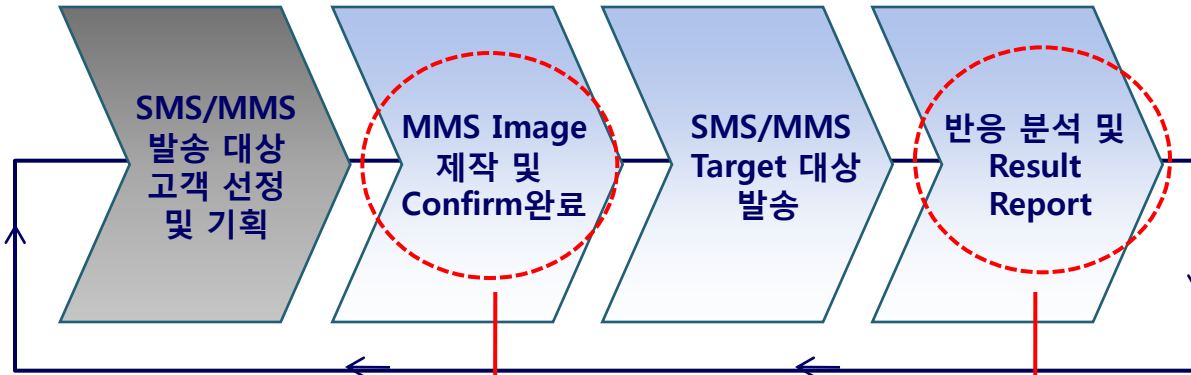 SMS/MMS
발송 대상
고객 선정
및 기획
MMS Image
제작 및
Confirm완료
SMS/MMS
Target 대상
발송
반응 분석 및
Result
Report